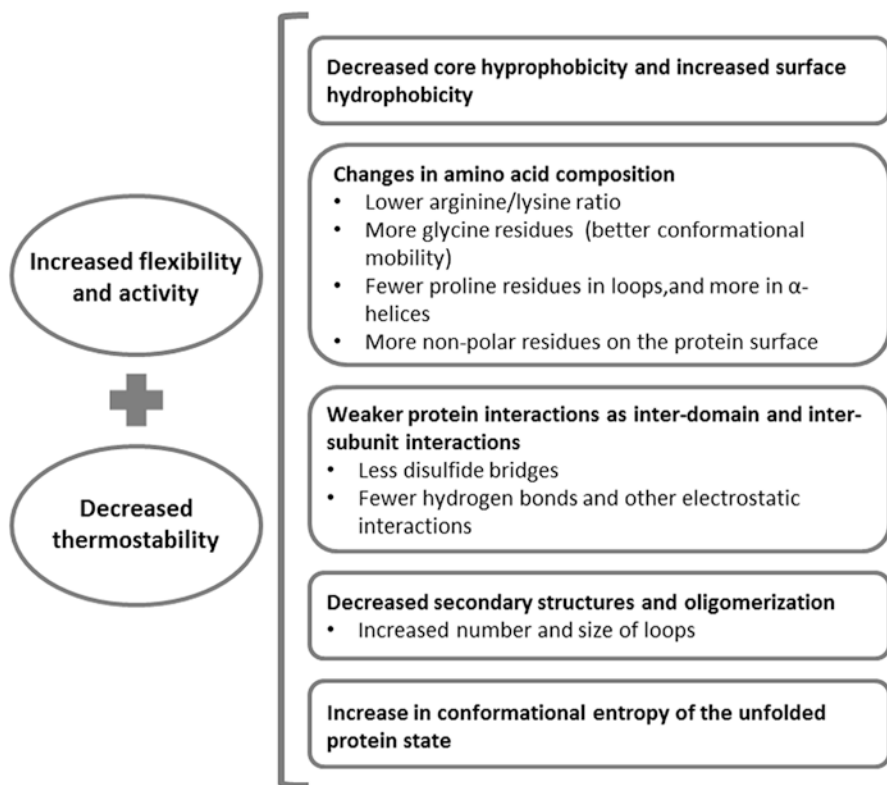 Increased flexibility
and activity
Decreased
thermostability
Decreased core hyprophobicity and increased surface
hydrophobicity
Changes in amino acid composition
• Lower arginine/lysine ratio
• More glycine residues (better conformational
mobility)
• Fewer proline residues in loops,and more in α-
helices
• More non-polar residues on the protein surface
Weaker protein interactions as inter-domain and inter-
subunit interactions
• Less disulfide bridges
• Fewer hydrogen bonds and other electrostatic
interactions
Decreased secondary structures and oligomerization
• Increased number and size of loops
Increase in conformational entropy of the unfolded
protein state